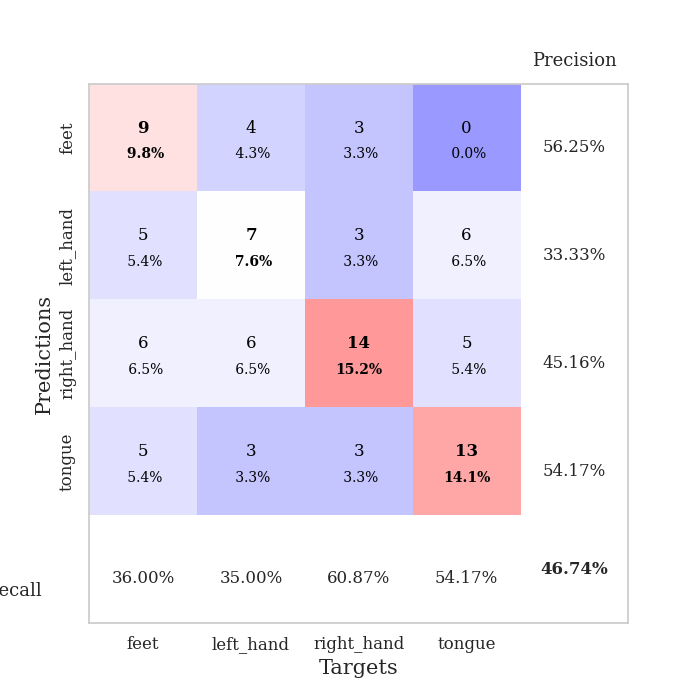 Precision
feet
9 4 3 0
9.8% 4.3% 3.3% 0.0%
56.25%
left_hand
5 7 3 6
5.4% 7.6% 3.3% 6.5%
33.33%
Predictions
right_hand
6 6 14 5
6.5% 6.5% 15.2% 5.4%
45.16%
tongue
5 3 3 13
5.4% 3.3% 3.3% 14.1%
54.17%
ecall
36.00% 35.00% 60.87% 54.17% 46.74%
feet left_hand right_hand tongue
Targets